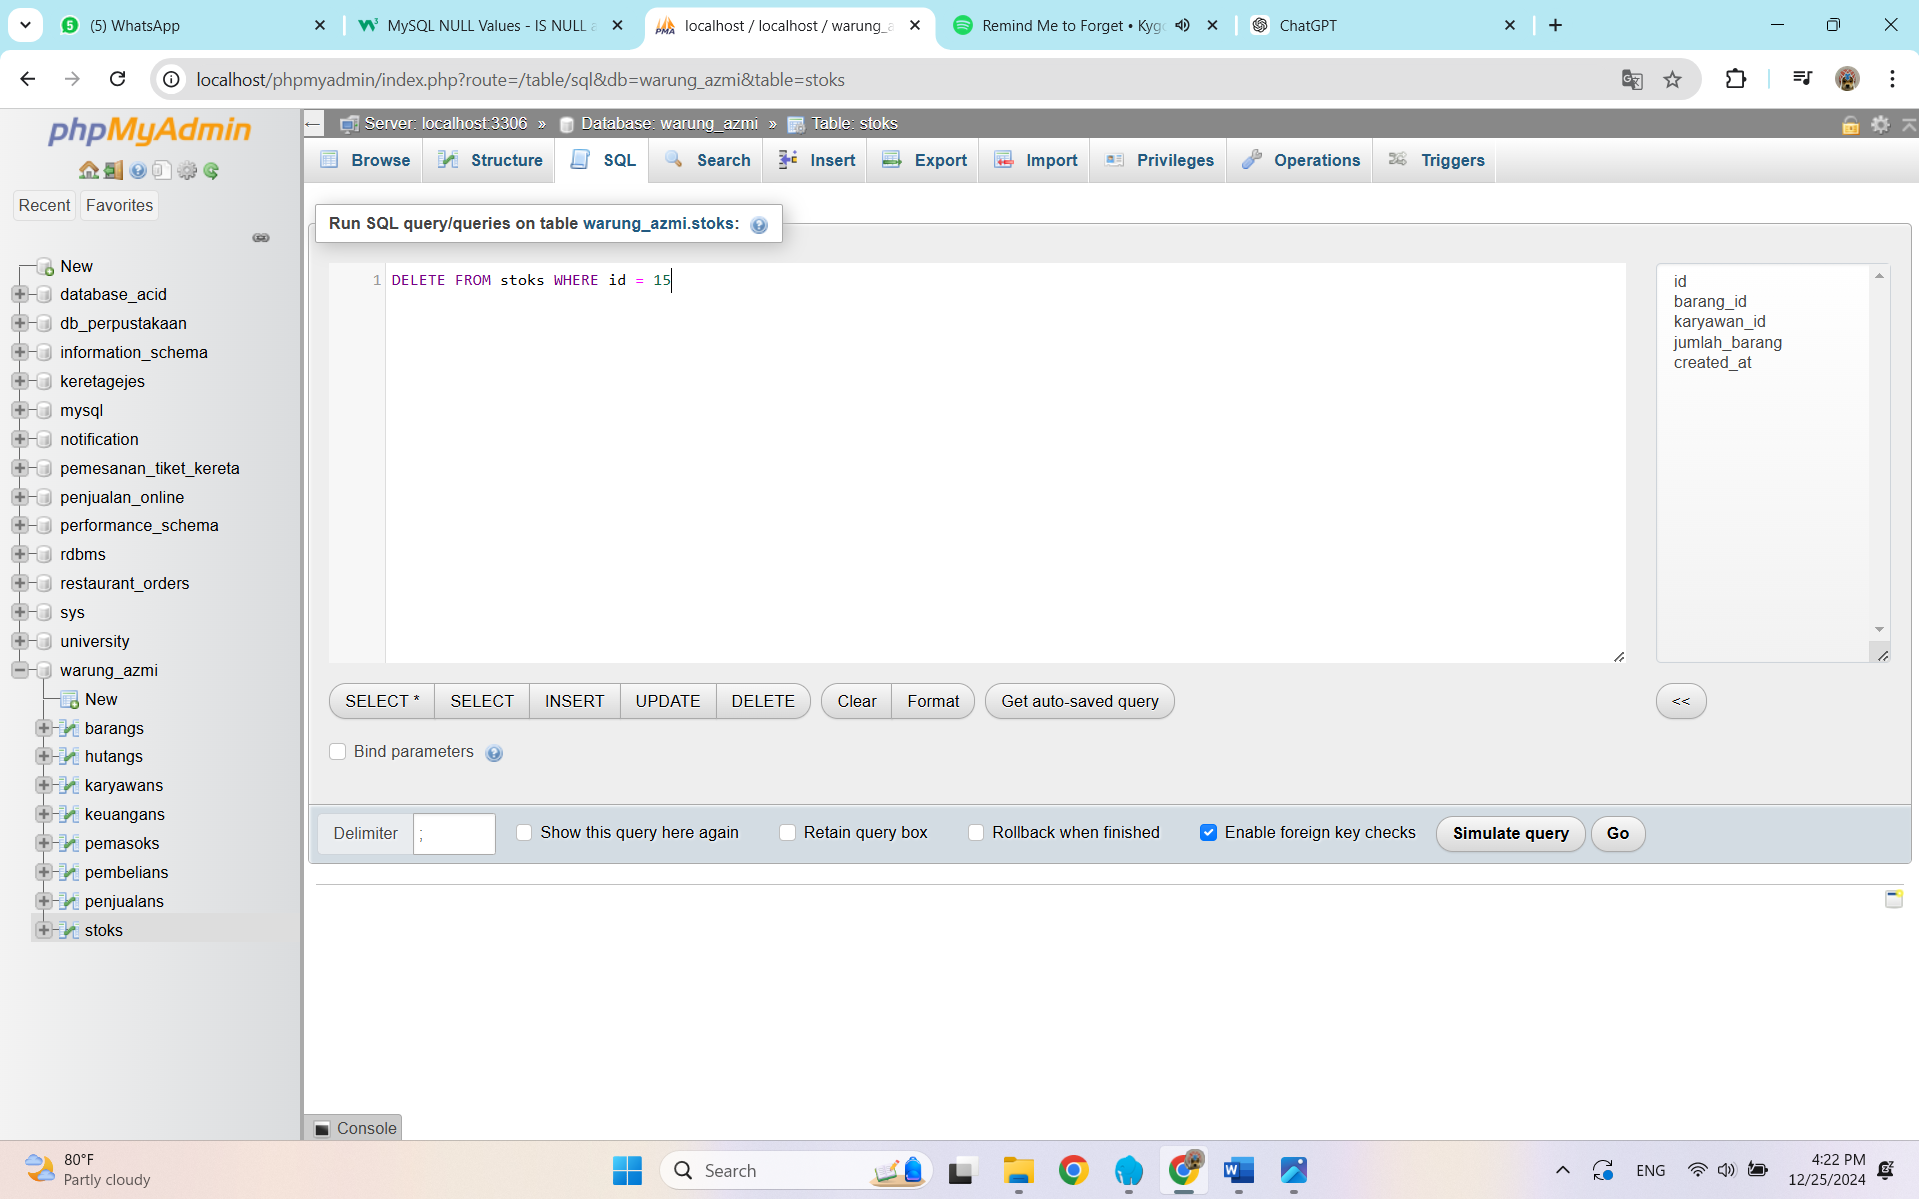 (5) WhatsApp
MySQL NULL Values - IS NULL a
localhost / localhost / warung_a
Remind Me to Forget • Kygo
ChatGPT
localhost/phpmyadmin/index.php?route=/table/sql&db=warung_azmi&table=stoks
phpMyAdmin
Server: localhost:3306 » Database: warung_azmi » Table: stoks
Browse
Structure
SQL
Search
Insert
Export
Import
Privileges
Operations
Triggers
Recent
Favorites
New
database_acid
db_perpustakaan
information_schema
keretagejes
mysql
notification
pemesanan_tiket_kereta
penjualan_online
performance_schema
rdbms
restaurant_orders
sys
university
warung_azmi
New
barangs
hutangs
karyawans
keuangans
pemasoks
pembelians
penjualans
stoks
Run SQL query/queries on table warung_azmi.stoks:
1 DELETE FROM stoks WHERE id = 15
id
barang_id
karyawan_id
jumlah_barang
created_at
SELECT *
SELECT
INSERT
UPDATE
DELETE
Clear
Format
Get auto-saved query
<<
Bind parameters
Delimiter ;
Show this query here again
Retain query box
Rollback when finished
Enable foreign key checks
Simulate query
Go
Console
80°F
Partly cloudy
Search
ENG
4:22 PM
12/25/2024